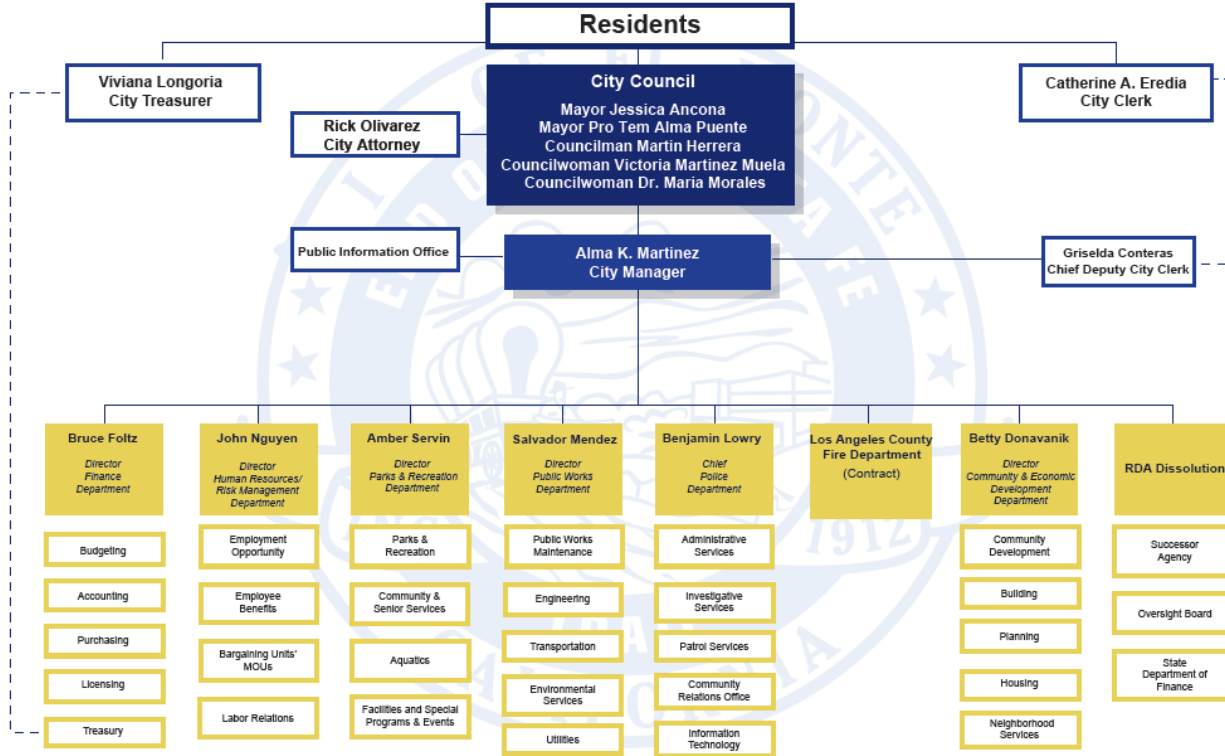 Residents
Viviana Longoria
City Treasurer
City Council
Mayor Jessica Ancona
Mayor Pro Tem Alma Puente
Councilman Martin Herrera
Councilwoman Victoria Martinez Muela
Councilwoman Dr. Maria Morales
Catherine A. Eredia
City Clerk
Rick Olivarez
City Attorney
Public Information Office
Alma K. Martinez
City Manager
Griselda Conteras
Chief Deputy City Clerk
Bruce Foltz
Director
Finance
Department
Budgeting
Accounting
Purchasing
Licensing
Treasury
John Nguyen
Director
Human Resources/
Risk Management
Department
Employment
Opportunity
Employee
Benefits
Bargaining Units'
MOUs
Labor Relations
Amber Servin
Director
Parks & Recreation
Department
Parks &
Recreation
Community &
Senior Services
Aquatics
Facilities and Special
Programs & Events
Salvador Mendez
Director
Public Works
Department
Public Works
Maintenance
Engineering
Transportation
Environmental
Services
Utilities
Benjamin Lowry
Chief
Police
Department
Administrative
Services
Investigative
Services
Patrol Services
Community
Relations Office
Information
Technology
Los Angeles County
Fire Department
(Contract)
Betty Donavanik
Director
Community & Economic
Development
Department
Community
Development
Building
Planning
Housing
Neighborhood
Services
RDA Dissolution
Successor
Agency
Oversight Board
State
Department of
Finance
1912
CALIFORNIA